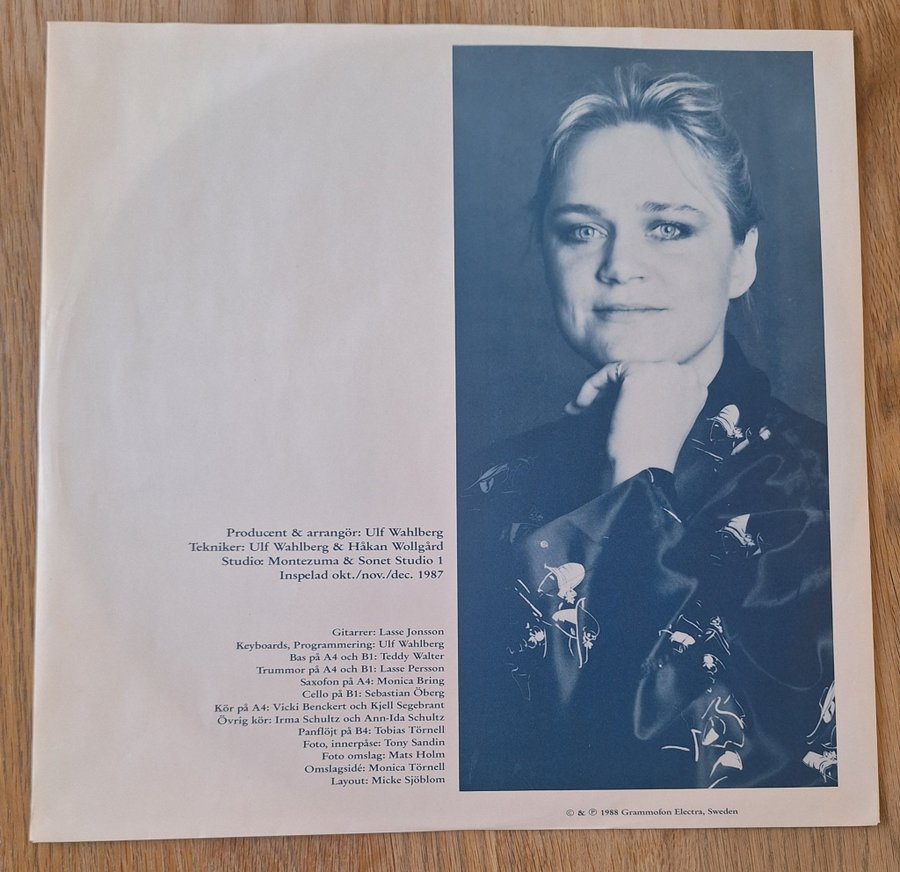 Producent & arrangör: Ulf Wahlberg
Tekniker: Ulf Wahlberg & Håkan Wollgård
Studio: Montezuma & Sonet Studio 1
Inspelad okt./nov./dec. 1987
Gitarrer: Lasse Jonsson
Keyboards, Programmering: Ulf Wahlberg
Bas på A4 och B1: Teddy Walter
Trummor på A4 och B1: Lasse Persson
Saxofon på A4: Monica Bring
Cello på B1: Sebastian Öberg
Kör på A4: Vicki Benckert och Kjell Segebrant
Övrig kör: Irma Schultz och Ann-Ida Schultz
Panflöjt på B4: Tobias Törnell
Foto, innerpåse: Tony Sandin
Foto omslag: Mats Holm
Omslagsidé: Monica Törnell
Layout: Micke Sjöblom
© & ℗ 1988 Grammofon Electra, Sweden